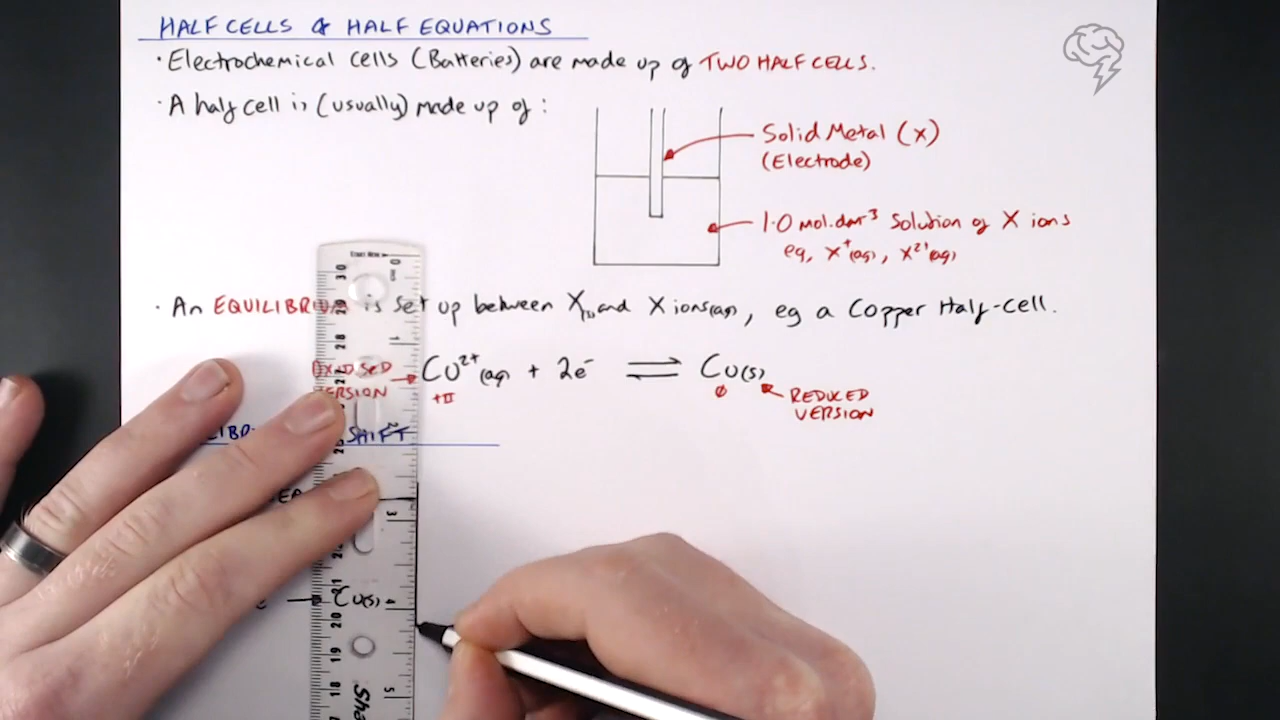 HALF CELLS & HALF EQUATIONS
· Electrochemical cells (Batteries) are made up of TWO HALF CELLS.
· A half cell is (usually) made up of :
Solid Metal (X)
(Electrode)
1.0 mol.dm⁻³ Solution of X ions
eg, X⁺(aq), X²⁺(aq)
· An EQUILIBRIUM is set up between X(s) and X ions(aq), eg a Copper Half-cell.
OXIDISED
VERSION
Cu²⁺(aq) + 2e⁻ ⇌ Cu(s)
+II
0
REDUCED
VERSION
SHIFT
Cu(s)